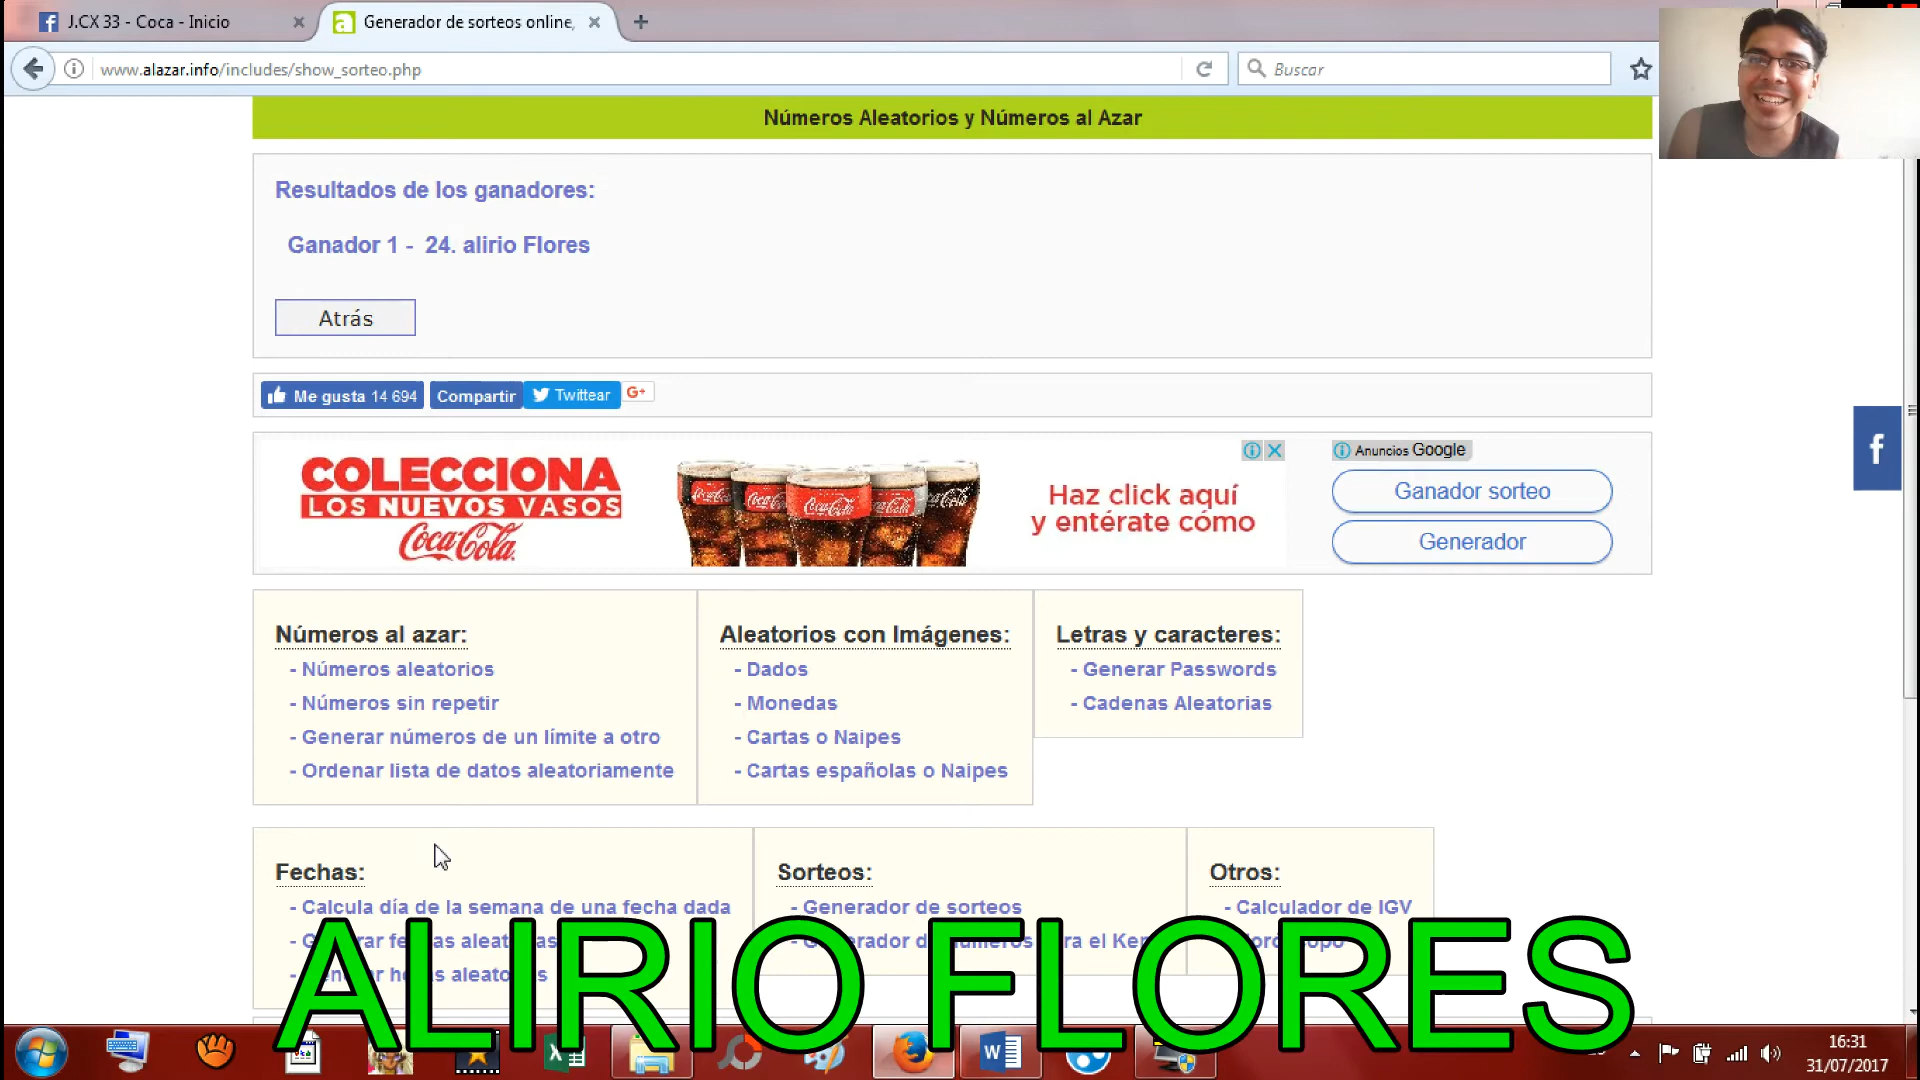 J.CX 33 - Coca - Inicio
Generador de sorteos online,
www.alazar.info/includes/show_sorteo.php
Buscar
Números Aleatorios y Números al Azar
Resultados de los ganadores:
Ganador 1 - 24. alirio Flores
Atrás
Me gusta 14 694 Compartir Twittear G+
COLECCIONA
LOS NUEVOS VASOS
Coca-Cola
Haz click aquí
y entérate cómo
Anuncios Google
Ganador sorteo
Generador
Números al azar:
- Números aleatorios
- Números sin repetir
- Generar números de un límite a otro
- Ordenar lista de datos aleatoriamente
Aleatorios con Imágenes:
- Dados
- Monedas
- Cartas o Naipes
- Cartas españolas o Naipes
Letras y caracteres:
- Generar Passwords
- Cadenas Aleatorias
Fechas:
- Calcula día de la semana de una fecha dada
Sorteos:
- Generador de sorteos
Otros:
- Calculador de IGV
ALIRIO FLORES
16:31
31/07/2017